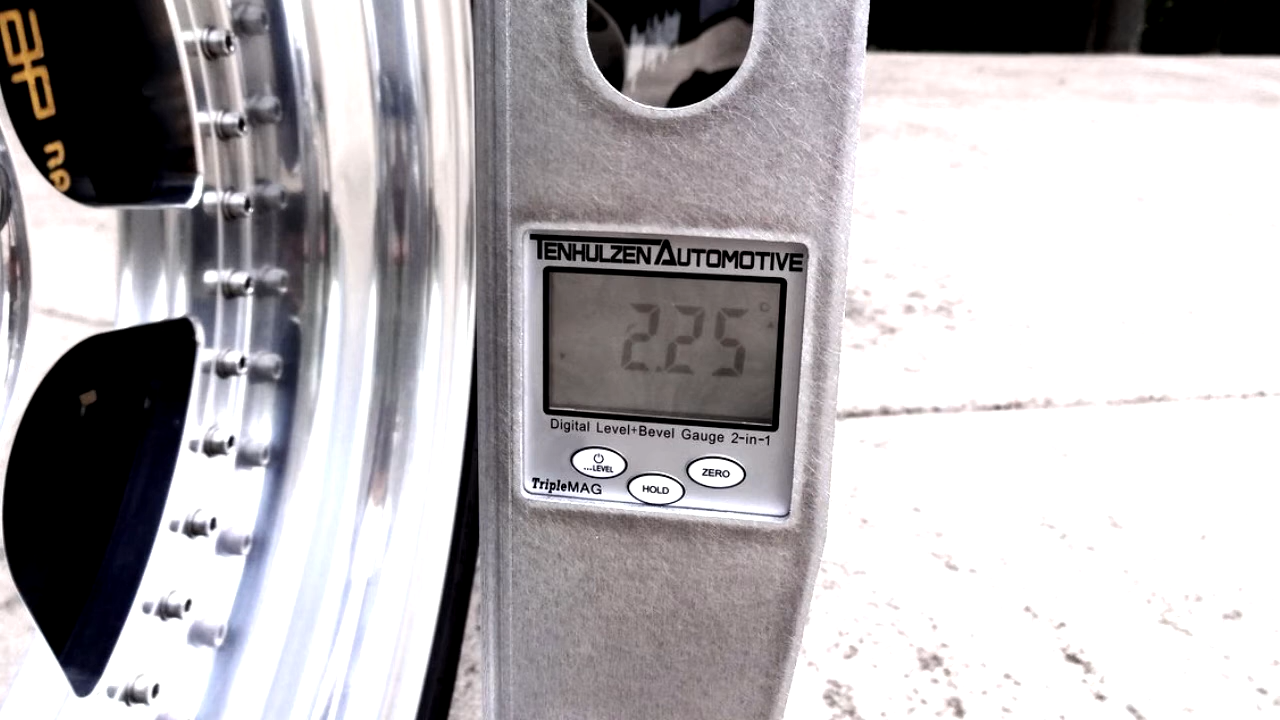 TENHULZEN AUTOMOTIVE
2.25°
Digital Level+Bevel Gauge 2-in-1
...LEVEL
ZERO
HOLD
TripleMAG